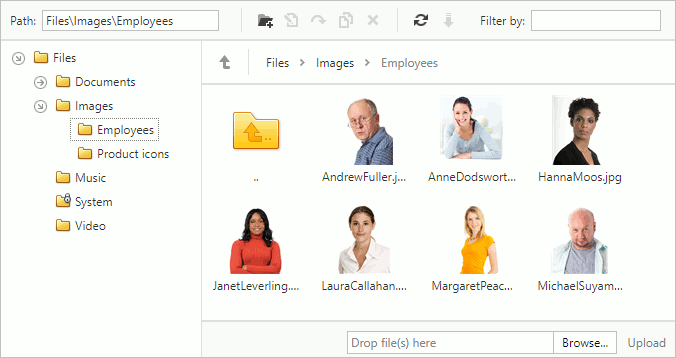 Path: Files\Images\Employees Filter by:
Files
Documents
Images
Employees
Product icons
Music
System
Video
Files Images Employees
..
AndrewFuller.j...
AnneDodswort...
HannaMoos.jpg
JanetLeverling....
LauraCallahan....
MargaretPeac...
MichaelSuyam...
Drop file(s) here Browse... Upload